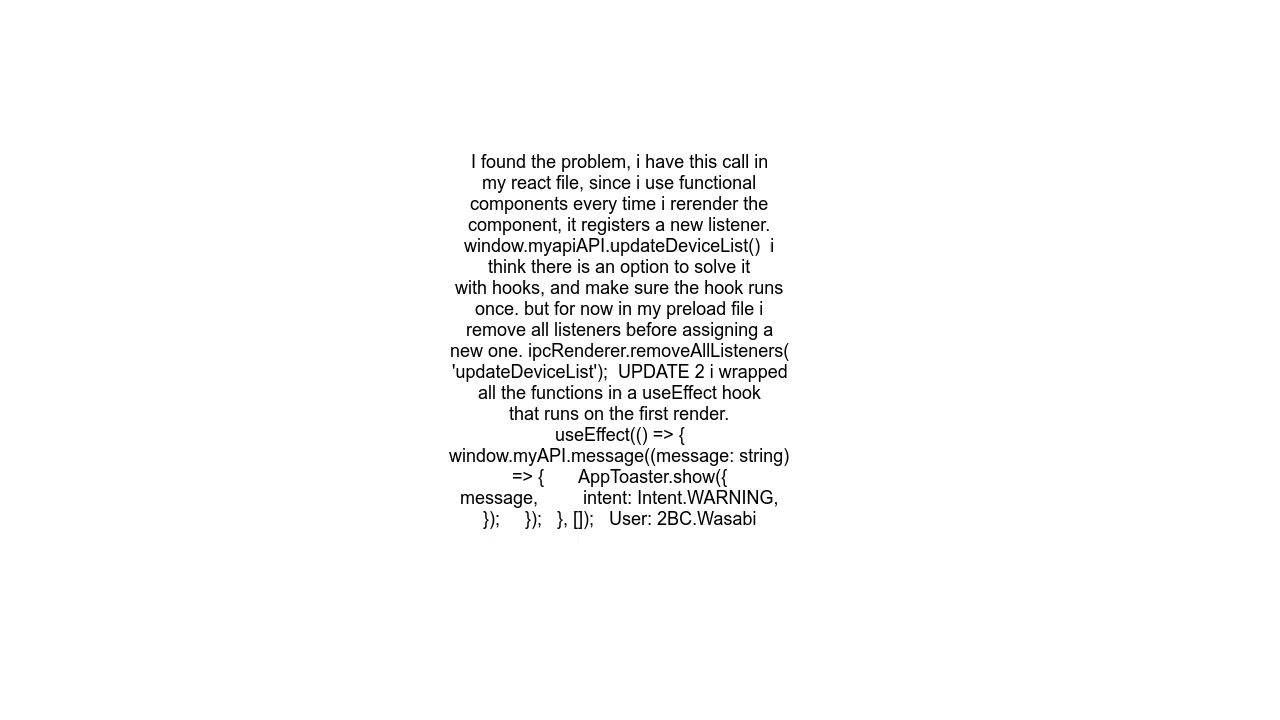 I found the problem, i have this call in
my react file, since i use functional
components every time i rerender the
component, it registers a new listener.
window.myapiAPI.updateDeviceList()  i
think there is an option to solve it
with hooks, and make sure the hook runs
once. but for now in my preload file i
remove all listeners before assigning a
new one. ipcRenderer.removeAllListeners(
'updateDeviceList');  UPDATE 2 i wrapped
all the functions in a useEffect hook
that runs on the first render.
useEffect(() => {
window.myAPI.message((message: string)
=> {       AppToaster.show({
message,         intent: Intent.WARNING,
});     });   }, []);   User: 2BC.Wasabi